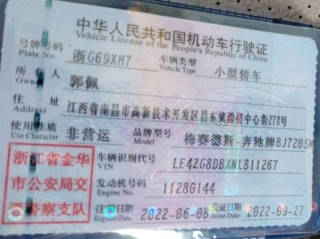 中华人民共和国机动车行驶证
Vehicle License of the People's Republic of China
号牌号码 浙G69XH7 车辆类型 小型轿车
Plate No. Vehicle Type
所有人 郭佩
Owner
住址 江西省南昌市高新技术开发区昌东镇 中心街278号
Address
使用性质 非营运 品牌型号 梅赛德斯-奔驰牌BJ7205
Use Character Model
浙江省金华
市公安局交
通警察支队
车辆识别代号 LE4ZG8DBXNL811267
VIN
发动机号码 11286144
Engine No.
注册日期 2022-06-08 发证日期 2022-09-27
Register Date Issue Date